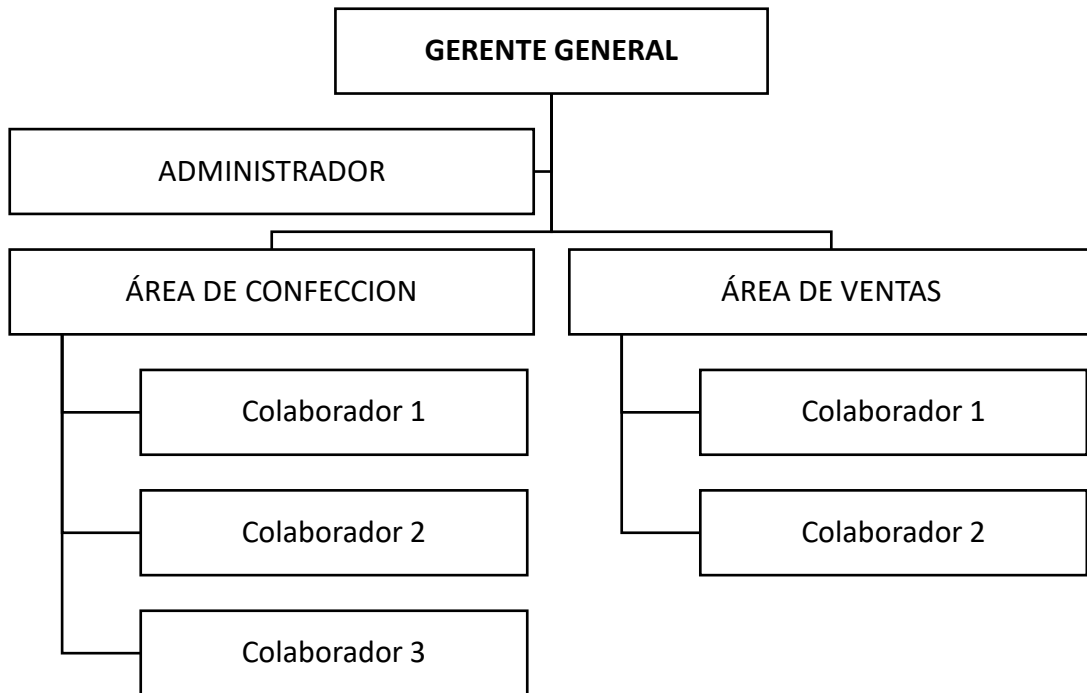 GERENTE GENERAL
ADMINISTRADOR
ÁREA DE CONFECCION
ÁREA DE VENTAS
Colaborador 1
Colaborador 1
Colaborador 2
Colaborador 2
Colaborador 3